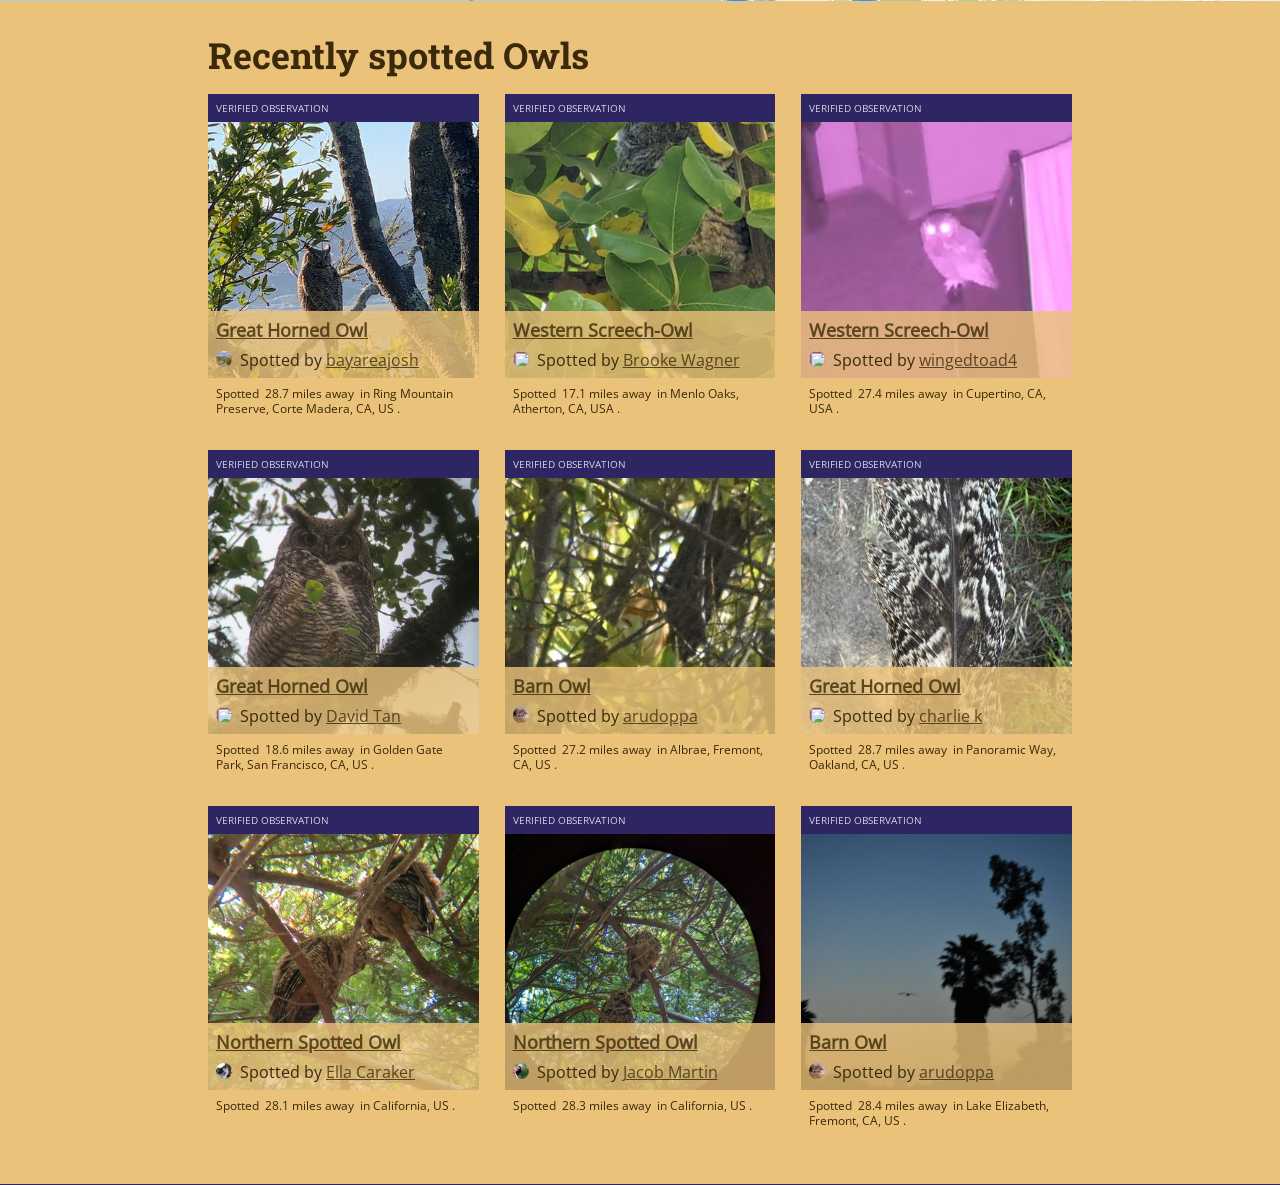 Recently spotted Owls
VERIFIED OBSERVATION
Great Horned Owl
Spotted by bayareajosh
Spotted 28.7 miles away in Ring Mountain
Preserve, Corte Madera, CA, US .
VERIFIED OBSERVATION
Western Screech-Owl
Spotted by Brooke Wagner
Spotted 17.1 miles away in Menlo Oaks,
Atherton, CA, USA .
VERIFIED OBSERVATION
Western Screech-Owl
Spotted by wingedtoad4
Spotted 27.4 miles away in Cupertino, CA,
USA .
VERIFIED OBSERVATION
Great Horned Owl
Spotted by David Tan
Spotted 18.6 miles away in Golden Gate
Park, San Francisco, CA, US .
VERIFIED OBSERVATION
Barn Owl
Spotted by arudoppa
Spotted 27.2 miles away in Albrae, Fremont,
CA, US .
VERIFIED OBSERVATION
Great Horned Owl
Spotted by charlie k
Spotted 28.7 miles away in Panoramic Way,
Oakland, CA, US .
VERIFIED OBSERVATION
Northern Spotted Owl
Spotted by Ella Caraker
Spotted 28.1 miles away in California, US .
VERIFIED OBSERVATION
Northern Spotted Owl
Spotted by Jacob Martin
Spotted 28.3 miles away in California, US .
VERIFIED OBSERVATION
Barn Owl
Spotted by arudoppa
Spotted 28.4 miles away in Lake Elizabeth,
Fremont, CA, US .